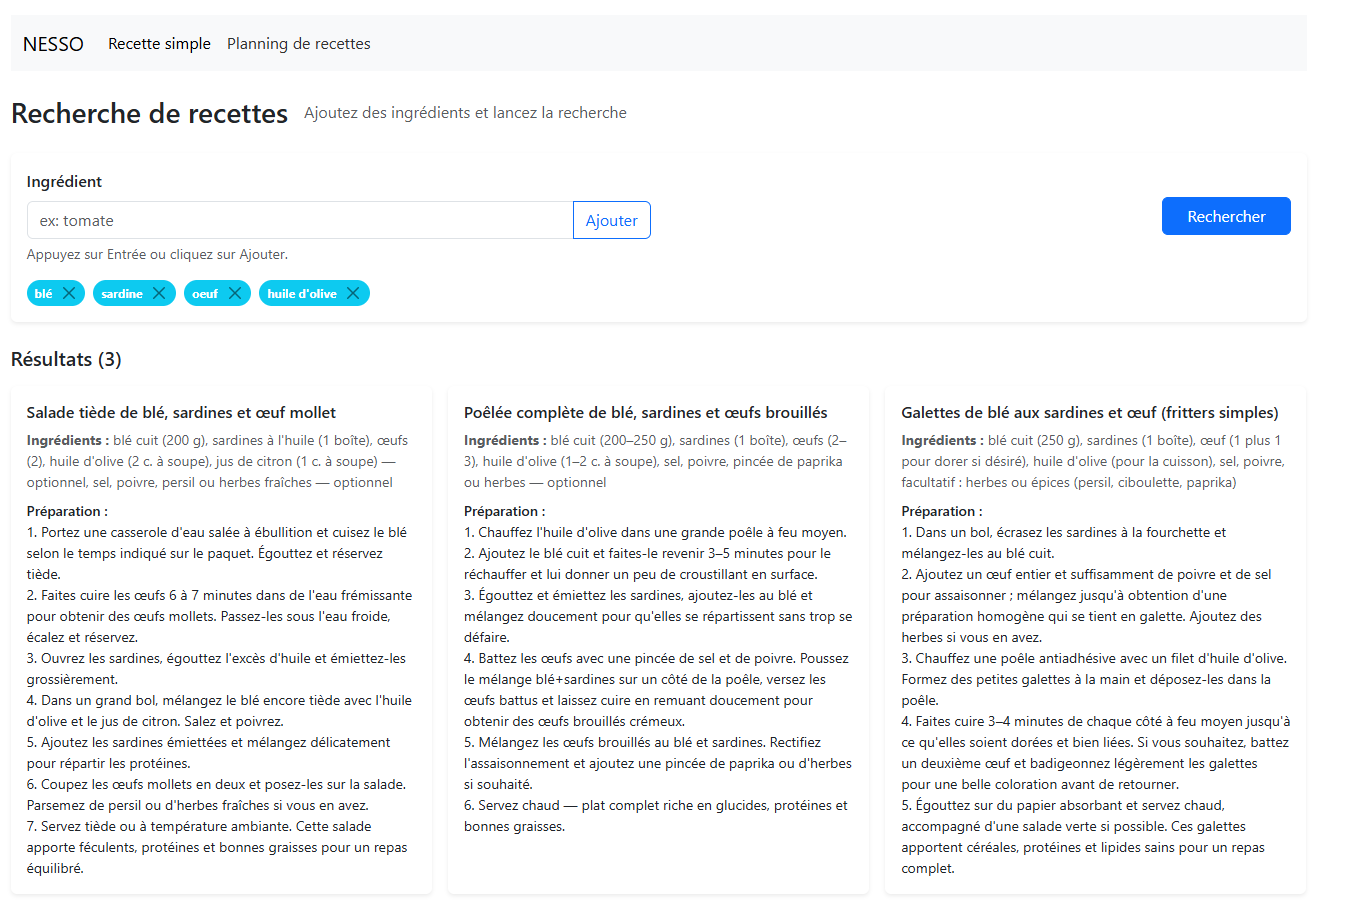 NESSO Recette simple Planning de recettes
Recherche de recettes Ajoutez des ingrédients et lancez la recherche
Ingrédient
ex: tomate Ajouter Rechercher
Appuyez sur Entrée ou cliquez sur Ajouter.
blé sardine oeuf huile d'olive
Résultats (3)
Salade tiède de blé, sardines et œuf mollet
Ingrédients : blé cuit (200 g), sardines à l'huile (1 boîte), œufs
(2), huile d'olive (2 c. à soupe), jus de citron (1 c. à soupe) —
optionnel, sel, poivre, persil ou herbes fraîches — optionnel
Préparation :
1. Portez une casserole d'eau salée à ébullition et cuisez le blé
selon le temps indiqué sur le paquet. Égouttez et réservez
tiède.
2. Faites cuire les œufs 6 à 7 minutes dans de l'eau frémissante
pour obtenir des œufs mollets. Passez-les sous l'eau froide,
écalez et réservez.
3. Ouvrez les sardines, égouttez l'excès d'huile et émiettez-les
grossièrement.
4. Dans un grand bol, mélangez le blé encore tiède avec l'huile
d'olive et le jus de citron. Salez et poivrez.
5. Ajoutez les sardines émiettées et mélangez délicatement
pour répartir les protéines.
6. Coupez les œufs mollets en deux et posez-les sur la salade.
Parsemez de persil ou d'herbes fraîches si vous en avez.
7. Servez tiède ou à température ambiante. Cette salade
apporte féculents, protéines et bonnes graisses pour un repas
équilibré.
Poêlée complète de blé, sardines et œufs brouillés
Ingrédients : blé cuit (200–250 g), sardines (1 boîte), œufs (2–
3), huile d'olive (1–2 c. à soupe), sel, poivre, pincée de paprika
ou herbes — optionnel
Préparation :
1. Chauffez l'huile d'olive dans une grande poêle à feu moyen.
2. Ajoutez le blé cuit et faites-le revenir 3–5 minutes pour le
réchauffer et lui donner un peu de croustillant en surface.
3. Égouttez et émiettez les sardines, ajoutez-les au blé et
mélangez doucement pour qu'elles se répartissent sans trop se
défaire.
4. Battez les œufs avec une pincée de sel et de poivre. Poussez
le mélange blé+sardines sur un côté de la poêle, versez les
œufs battus et laissez cuire en remuant doucement pour
obtenir des œufs brouillés crémeux.
5. Mélangez les œufs brouillés au blé et sardines. Rectifiez
l'assaisonnement et ajoutez une pincée de paprika ou d'herbes
si souhaité.
6. Servez chaud — plat complet riche en glucides, protéines et
bonnes graisses.
Galettes de blé aux sardines et œuf (fritters simples)
Ingrédients : blé cuit (250 g), sardines (1 boîte), œuf (1 plus 1
pour dorer si désiré), huile d'olive (pour la cuisson), sel, poivre,
facultatif : herbes ou épices (persil, ciboulette, paprika)
Préparation :
1. Dans un bol, écrasez les sardines à la fourchette et
mélangez-les au blé cuit.
2. Ajoutez un œuf entier et suffisamment de poivre et de sel
pour assaisonner ; mélangez jusqu'à obtention d'une
préparation homogène qui se tient en galette. Ajoutez des
herbes si vous en avez.
3. Chauffez une poêle antiadhésive avec un filet d'huile d'olive.
Formez des petites galettes à la main et déposez-les dans la
poêle.
4. Faites cuire 3–4 minutes de chaque côté à feu moyen jusqu'à
ce qu'elles soient dorées et bien liées. Si vous souhaitez, battez
un deuxième œuf et badigeonnez légèrement les galettes
pour une belle coloration avant de retourner.
5. Égouttez sur du papier absorbant et servez chaud,
accompagné d'une salade verte si possible. Ces galettes
apportent céréales, protéines et lipides sains pour un repas
complet.